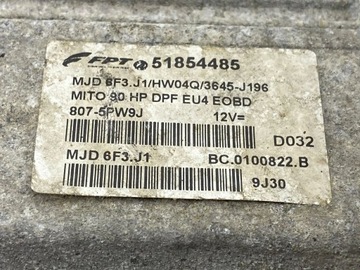 FPT 51854485
MJD 6F3.J1/HW04Q/3645-J196
MITO 90 HP DPF EU4 EOBD
807-5PW9J 12V=
D032
MJD 6F3.J1 BC.0100822.B
9J30